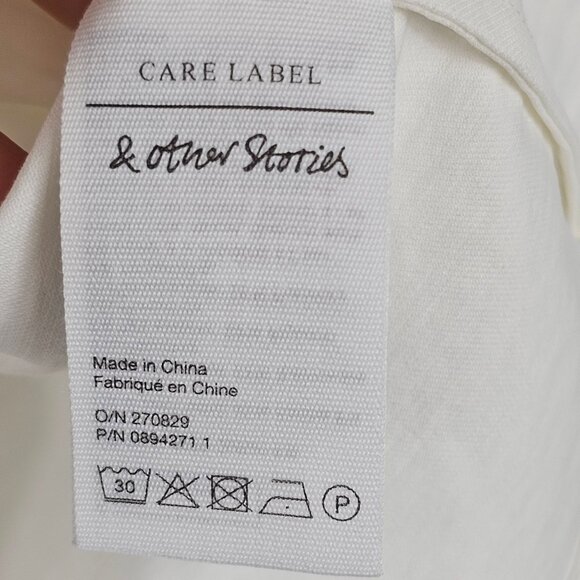 CARE LABEL
& other Stories
Made in China
Fabriqué en Chine
O/N 270829
P/N 0894271 1
30 P